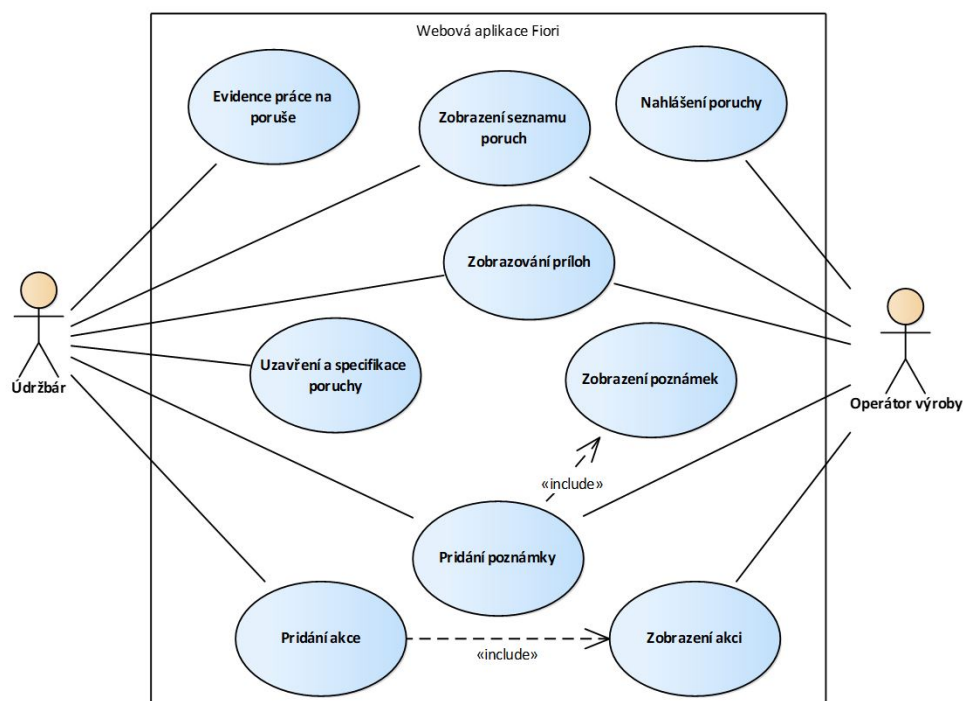 Webová aplikace Fiori
Evidence práce na
poruše
Zobrazení seznamu
poruch
Nahlášení poruchy
Zobrazování príloh
Údržbár
Uzavření a specifikace
poruchy
Zobrazení poznámek
Operátor výroby
«include»
Pridání poznámky
Pridání akce
«include»
Zobrazení akci